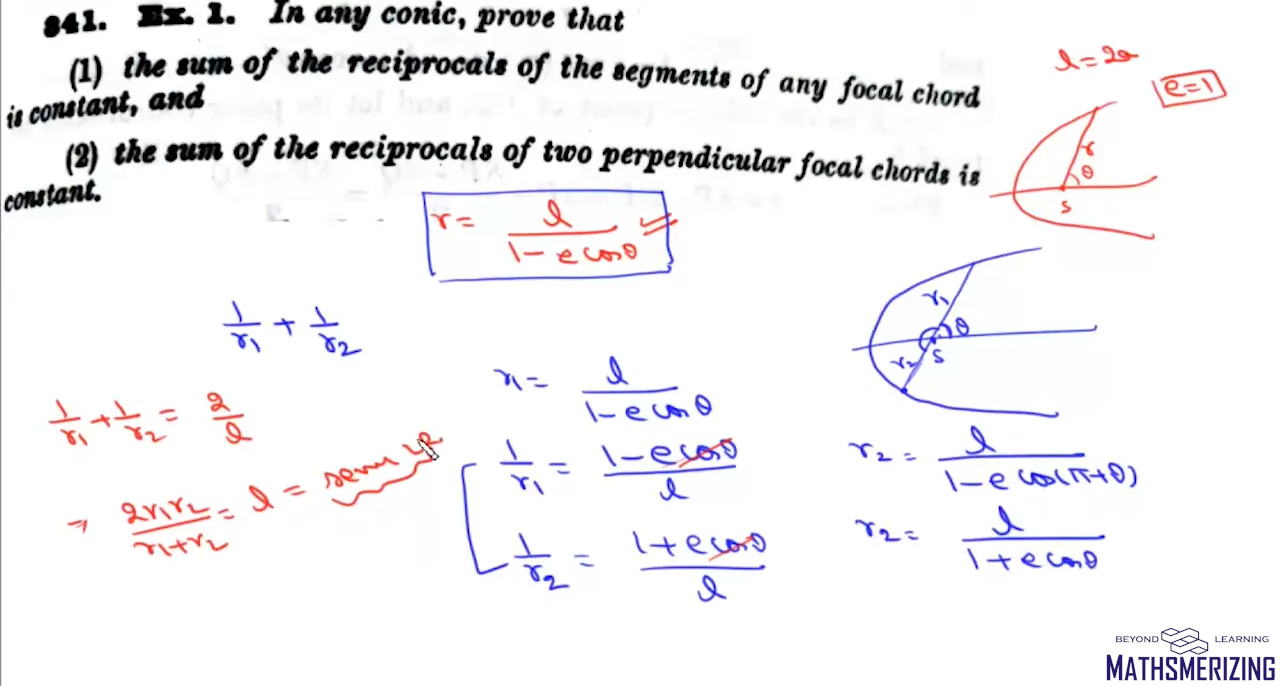 341. Ex. 1. In any conic, prove that
(1) the sum of the reciprocals of the segments of any focal chord
is constant, and
(2) the sum of the reciprocals of two perpendicular focal chords is
constant.
l = 2a
e=1
r
θ
S
r = l / (1 - e cosθ)
1/r₁ + 1/r₂
r₁
θ
r₂
S
r₁ = l / (1 - e cosθ)
1/r₁ + 1/r₂ = 2/l
1/r₁ = (1 - e cosθ) / l
r₂ = l / (1 - e cos(π+θ))
⇒ 2r₁r₂ / (r₁+r₂) = l = semi
1/r₂ = (1 + e cosθ) / l
r₂ = l / (1 + e cosθ)
BEYOND LEARNING
MATHSMERIZING